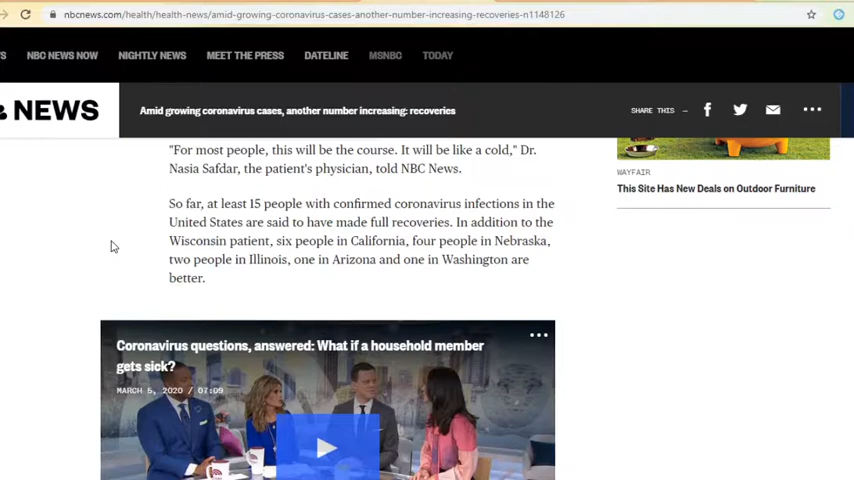 nbcnews.com/health/health-news/amid-growing-coronavirus-cases-another-number-increasing-recoveries-n1148126
NBC NEWS NOW NIGHTLY NEWS MEET THE PRESS DATELINE MSNBC TODAY
NEWS
Amid growing coronavirus cases, another number increasing: recoveries
SHARE THIS —
"For most people, this will be the course. It will be like a cold," Dr.
Nasia Safdar, the patient's physician, told NBC News.
So far, at least 15 people with confirmed coronavirus infections in the
United States are said to have made full recoveries. In addition to the
Wisconsin patient, six people in California, four people in Nebraska,
two people in Illinois, one in Arizona and one in Washington are
better.
WAYFAIR
This Site Has New Deals on Outdoor Furniture
Coronavirus questions, answered: What if a household member
gets sick?
MARCH 5, 2020 / 07:09